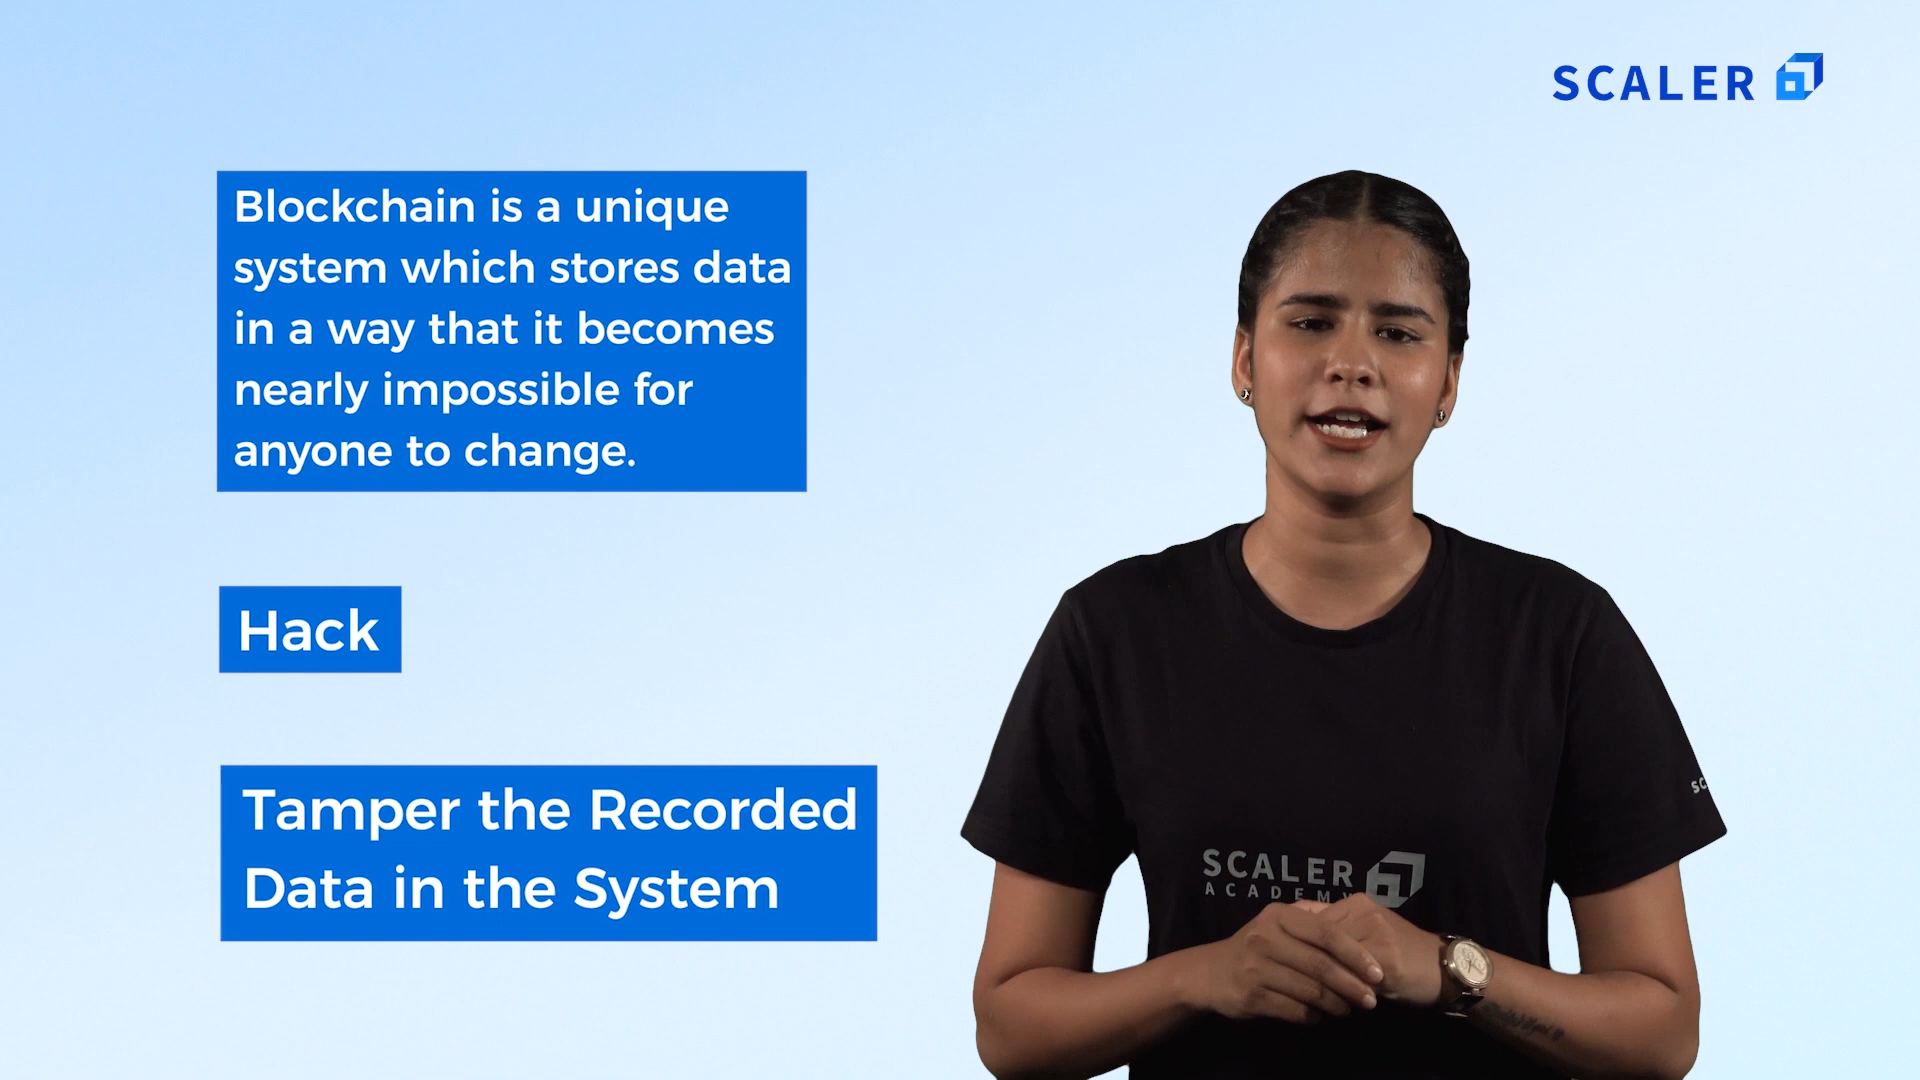 SCALER
Blockchain is a unique
system which stores data
in a way that it becomes
nearly impossible for
anyone to change.
Hack
Tamper the Recorded
Data in the System
SCALER